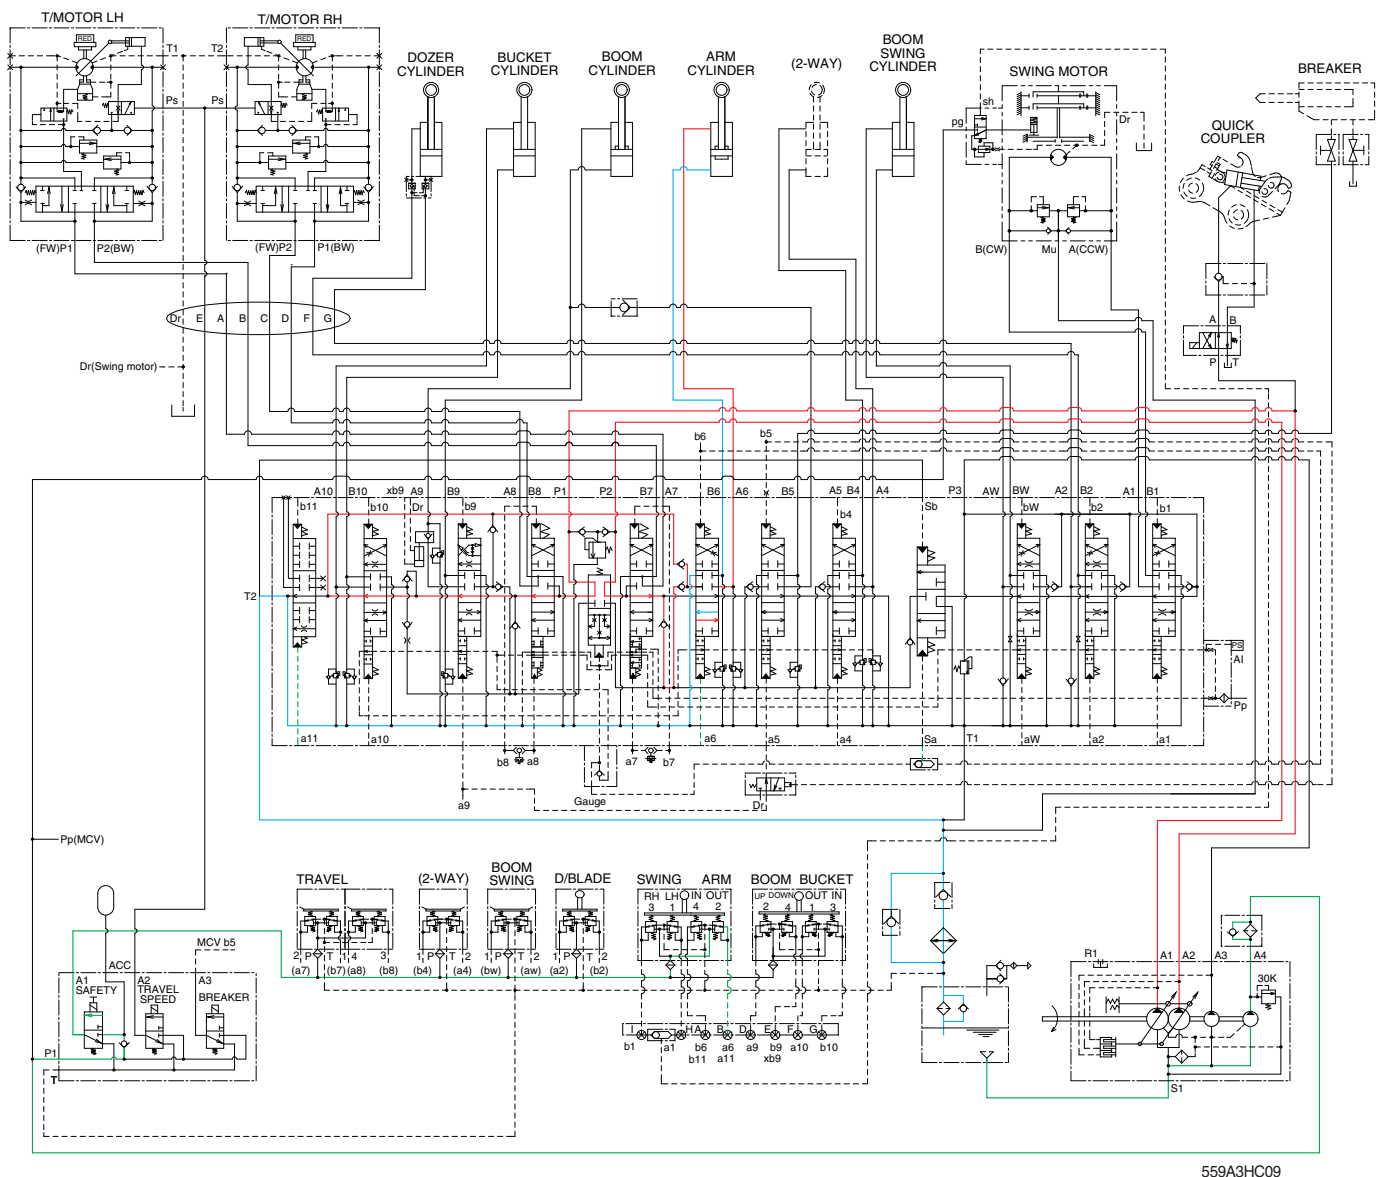 T/MOTOR LH
T/MOTOR RH
RED
RED
T1
T2
Ps
Ps
(FW)P1
P2(BW)
(FW)P2
P1(BW)
DOZER
CYLINDER
BUCKET
CYLINDER
BOOM
CYLINDER
ARM
CYLINDER
(2-WAY)
BOOM
SWING
CYLINDER
SWING MOTOR
sh
pg
Dr
B(CW)
Mu
A(CCW)
BREAKER
QUICK
COUPLER
A
B
P
T
Dr
E
A
B
C
D
F
G
Dr(Swing motor)
b6
b5
A10
B10
xb9
A9
Dr
B9
A8
B8
P1
P2
B7
A7
B6
A6
x
B5
A5
B4
A4
P3
AW
BW
A2
B2
A1
B1
b11
b10
b9
b4
Sb
bW
b2
b1
T2
PS
AI
Pp
a11
a10
b8
a8
a7
b7
a6
a5
a4
Sa
T1
aW
a2
a1
a9
Gauge
Dr
Pp(MCV)
TRAVEL
(2-WAY)
BOOM
SWING
D/BLADE
SWING
ARM
BOOM
BUCKET
RH
LH
IN
OUT
UP
DOWN
OUT
IN
3
1
4
2
2
4
1
3
2
P
T
1
4
3
1
P
T
2
1
P
T
2
1
P
T
2
(a7)
(b7)
(a8)
(b8)
(b4)
(a4)
(bw)
(aw)
(a2)
(b2)
MCV b5
ACC
A1
SAFETY
A2
TRAVEL
SPEED
A3
BREAKER
P1
T
I
H
A
B
D
E
F
G
b1
a1
b6
a6
a9
b9
a10
b10
b11
a11
xb9
R1
A1
A2
A3
A4
30K
S1
559A3HC09